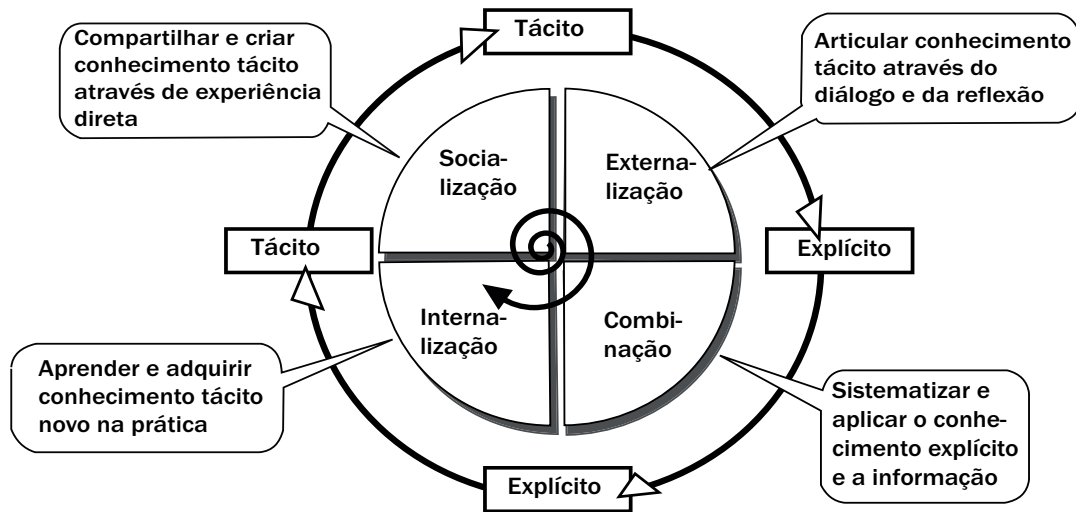 Tácito
Compartilhar e criar
conhecimento tácito
através de experiência
direta
Articular conhecimento
tácito através do
diálogo e da reflexão
Socia-
lização
Externa-
lização
Tácito
Explícito
Interna-
lização
Combi-
nação
Aprender e adquirir
conhecimento tácito
novo na prática
Sistematizar e
aplicar o conhe-
cimento explícito
e a informação
Explícito